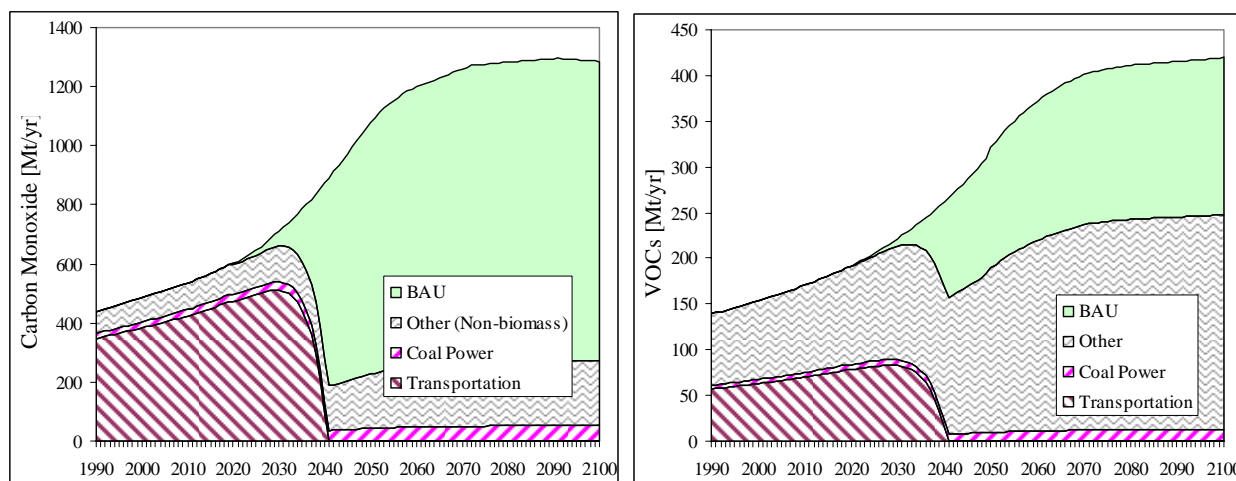 1400
1200
1000
800
600
400
200
0
Carbon Monoxide [Mt/yr]
BAU
Other (Non-biomass)
Coal Power
Transportation
1990 2000 2010 2020 2030 2040 2050 2060 2070 2080 2090 2100
450
400
350
300
250
200
150
100
50
0
VOCs [Mt/yr]
BAU
Other
Coal Power
Transportation
1990 2000 2010 2020 2030 2040 2050 2060 2070 2080 2090 2100